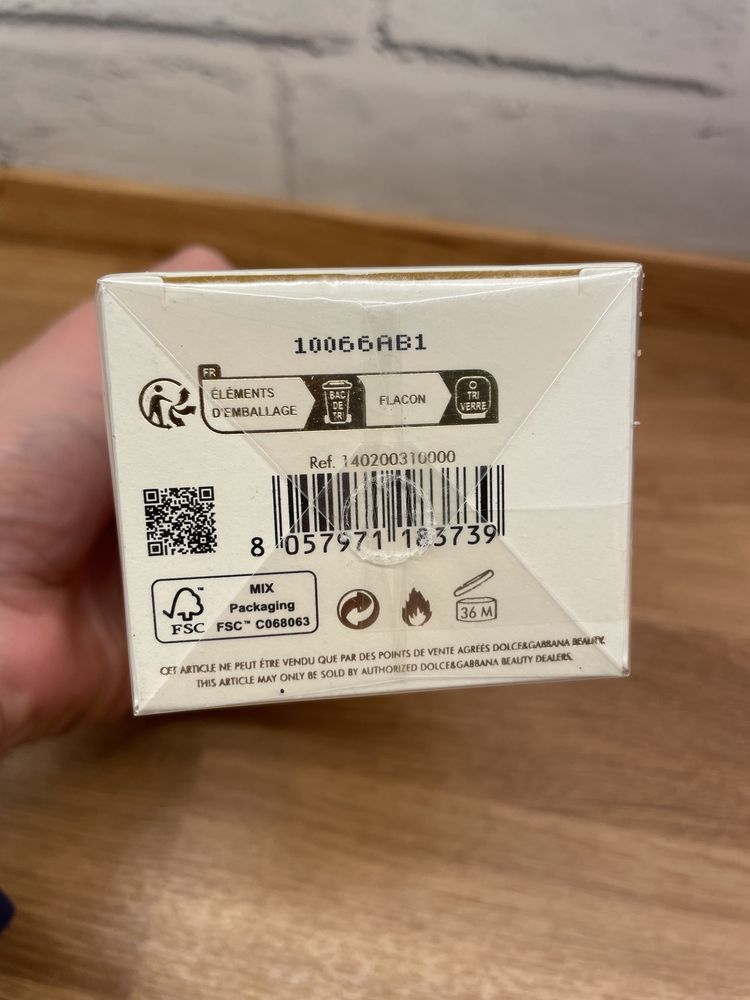 10066AB1
FR
ÉLÉMENTS
D'EMBALLAGE
BAC
DE
TRI
FLACON
TRI
VERRE
Ref. 140200310000
8 057971 183739
FSC™
MIX
Packaging
FSC™ C068063
36 M
CET ARTICLE NE PEUT ÊTRE VENDU QUE PAR DES POINTS DE VENTE AGRÉÉS DOLCE&GABBANA BEAUTY.
THIS ARTICLE MAY ONLY BE SOLD BY AUTHORIZED DOLCE&GABBANA BEAUTY DEALERS.